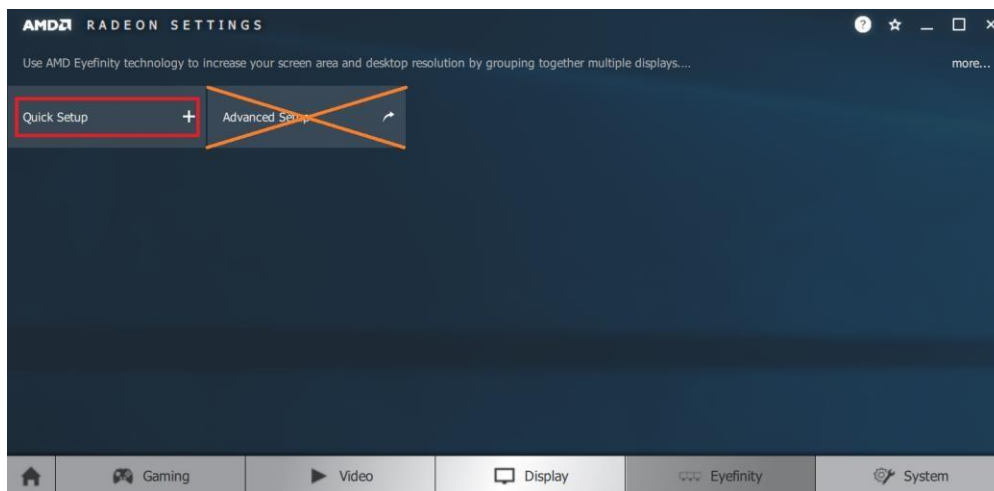 AMD RADEON SETTINGS
Use AMD Eyefinity technology to increase your screen area and desktop resolution by grouping together multiple displays.... more...
Quick Setup Advanced Setup
Gaming Video Display Eyefinity System